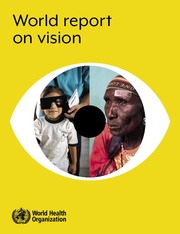 World report
on vision
World Health
Organization